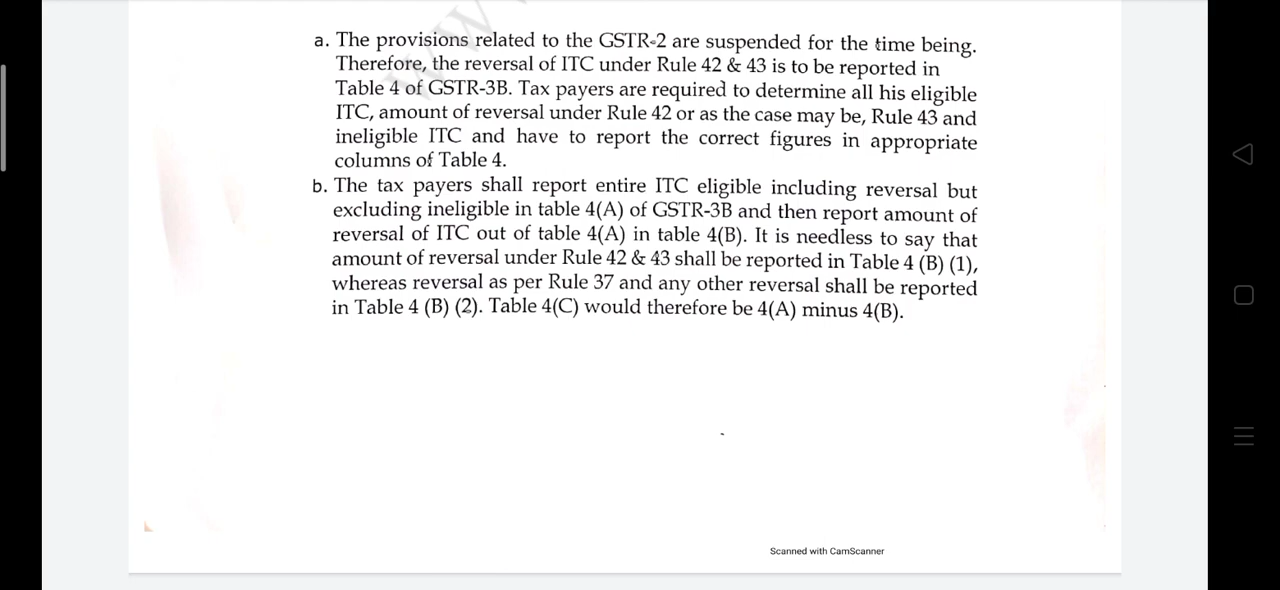 a. The provisions related to the GSTR-2 are suspended for the time being.
Therefore, the reversal of ITC under Rule 42 & 43 is to be reported in
Table 4 of GSTR-3B. Tax payers are required to determine all his eligible
ITC, amount of reversal under Rule 42 or as the case may be, Rule 43 and
ineligible ITC and have to report the correct figures in appropriate
columns of Table 4.
b. The tax payers shall report entire ITC eligible including reversal but
excluding ineligible in table 4(A) of GSTR-3B and then report amount of
reversal of ITC out of table 4(A) in table 4(B). It is needless to say that
amount of reversal under Rule 42 & 43 shall be reported in Table 4 (B) (1),
whereas reversal as per Rule 37 and any other reversal shall be reported
in Table 4 (B) (2). Table 4(C) would therefore be 4(A) minus 4(B).
Scanned with CamScanner